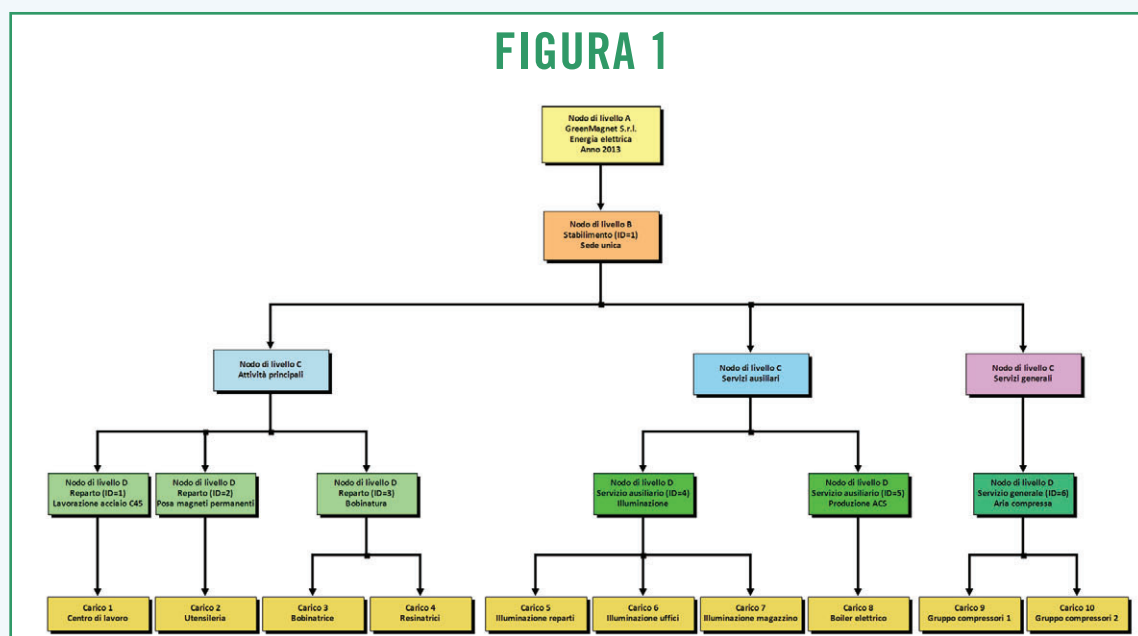 FIGURA 1
Nodo di livello A
GreenMagnet S.r.l.
Energia elettrica
Anno 2013
Nodo di livello B
Stabilimento (ID=1)
Sede unica
Nodo di livello C
Attività principali
Nodo di livello C
Servizi ausiliari
Nodo di livello C
Servizi generali
Nodo di livello D
Reparto (ID=1)
Lavorazione acciaio C45
Nodo di livello D
Reparto (ID=2)
Posa magneti permanenti
Nodo di livello D
Reparto (ID=3)
Bobinatura
Nodo di livello D
Servizio ausiliario (ID=4)
Illuminazione
Nodo di livello D
Servizio ausiliario (ID=5)
Produzione ACS
Nodo di livello D
Servizio generale (ID=6)
Aria compressa
Carico 1
Centro di lavoro
Carico 2
Utensileria
Carico 3
Bobinatrice
Carico 4
Resinatrici
Carico 5
Illuminazione reparti
Carico 6
Illuminazione uffici
Carico 7
Illuminazione magazzino
Carico 8
Boiler elettrico
Carico 9
Gruppo compressori 1
Carico 10
Gruppo compressori 2